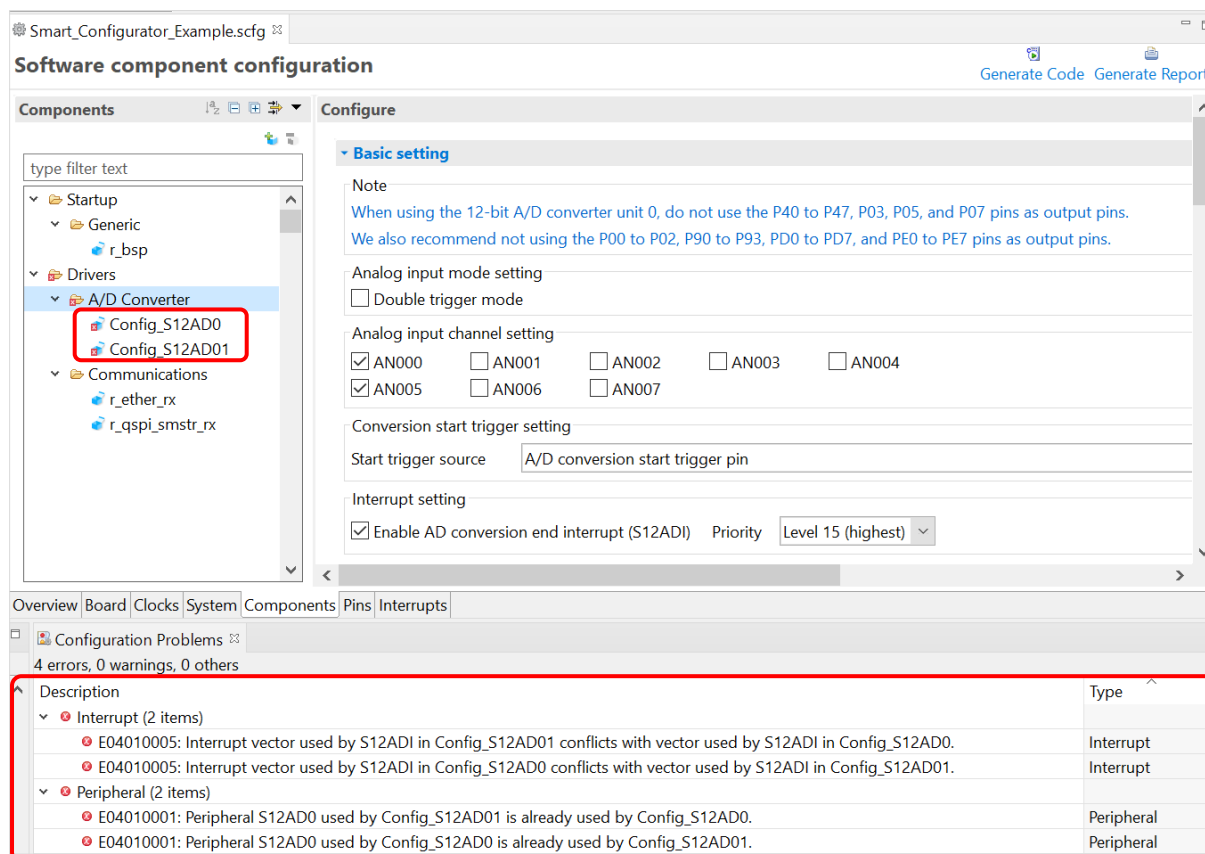 Smart_Configurator_Example.scfg
Software component configuration
Generate Code Generate Report
Components
Configure
type filter text
Startup
Generic
r_bsp
Drivers
A/D Converter
Config_S12AD0
Config_S12AD01
Communications
r_ether_rx
r_qspi_smstr_rx
Basic setting
Note
When using the 12-bit A/D converter unit 0, do not use the P40 to P47, P03, P05, and P07 pins as output pins.
We also recommend not using the P00 to P02, P90 to P93, PD0 to PD7, and PE0 to PE7 pins as output pins.
Analog input mode setting
Double trigger mode
Analog input channel setting
AN000 AN001 AN002 AN003 AN004
AN005 AN006 AN007
Conversion start trigger setting
Start trigger source A/D conversion start trigger pin
Interrupt setting
Enable AD conversion end interrupt (S12ADI) Priority Level 15 (highest)
Overview Board Clocks System Components Pins Interrupts
Configuration Problems
4 errors, 0 warnings, 0 others
Description Type
Interrupt (2 items)
E04010005: Interrupt vector used by S12ADI in Config_S12AD01 conflicts with vector used by S12ADI in Config_S12AD0. Interrupt
E04010005: Interrupt vector used by S12ADI in Config_S12AD0 conflicts with vector used by S12ADI in Config_S12AD01. Interrupt
Peripheral (2 items)
E04010001: Peripheral S12AD0 used by Config_S12AD01 is already used by Config_S12AD0. Peripheral
E04010001: Peripheral S12AD0 used by Config_S12AD0 is already used by Config_S12AD01. Peripheral